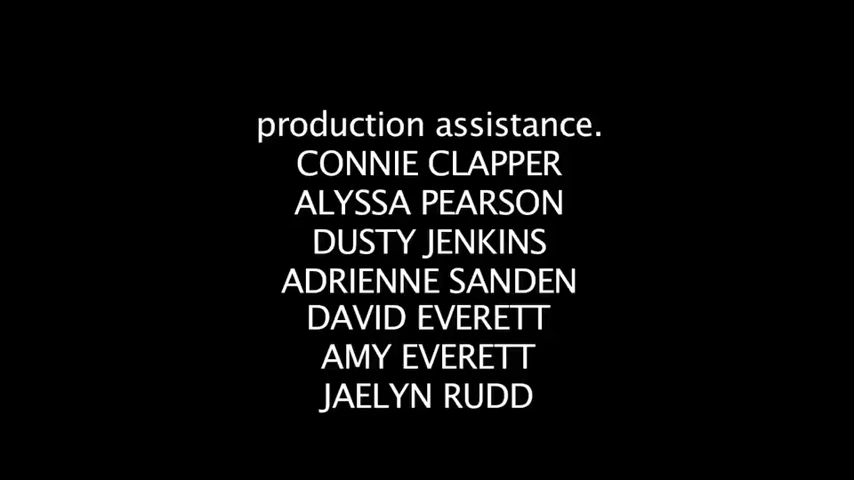 production assistance.
CONNIE CLAPPER
ALYSSA PEARSON
DUSTY JENKINS
ADRIENNE SANDEN
DAVID EVERETT
AMY EVERETT
JAELYN RUDD